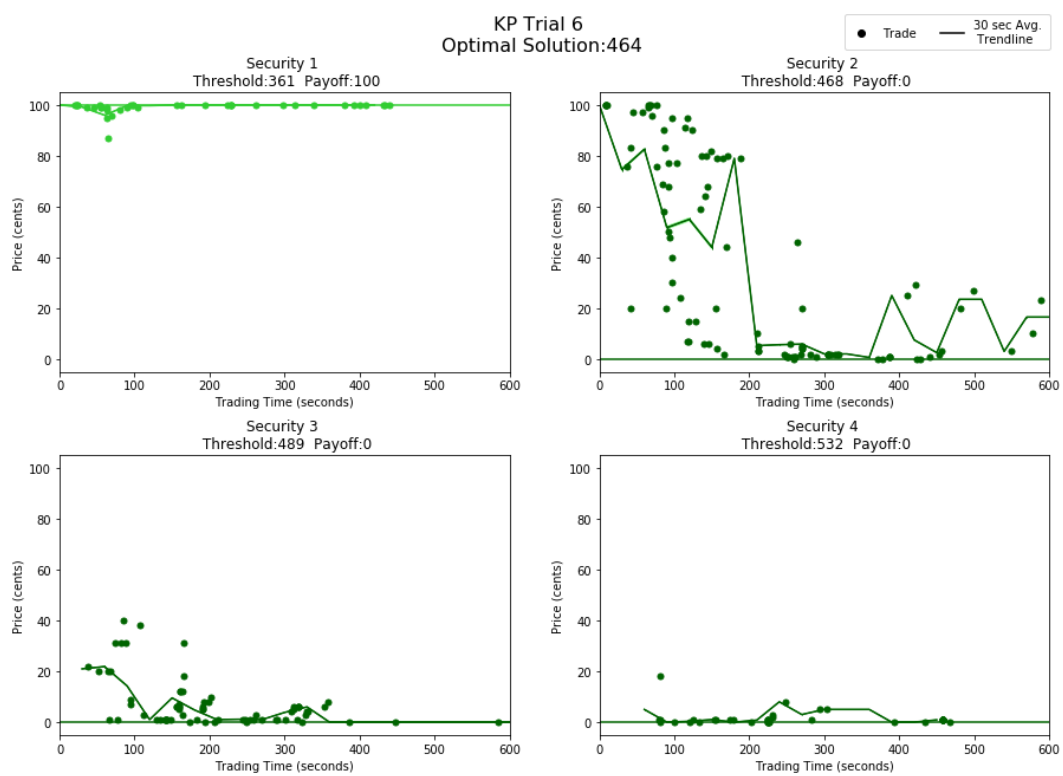 KP Trial 6
Optimal Solution:464
Trade
30 sec Avg.
Trendline
Security 1
Threshold:361 Payoff:100
100
80
60
40
20
0
Price (cents)
0 100 200 300 400 500 600
Trading Time (seconds)
Security 2
Threshold:468 Payoff:0
100
80
60
40
20
0
Price (cents)
0 100 200 300 400 500 600
Trading Time (seconds)
Security 3
Threshold:489 Payoff:0
100
80
60
40
20
0
Price (cents)
0 100 200 300 400 500 600
Trading Time (seconds)
Security 4
Threshold:532 Payoff:0
100
80
60
40
20
0
Price (cents)
0 100 200 300 400 500 600
Trading Time (seconds)